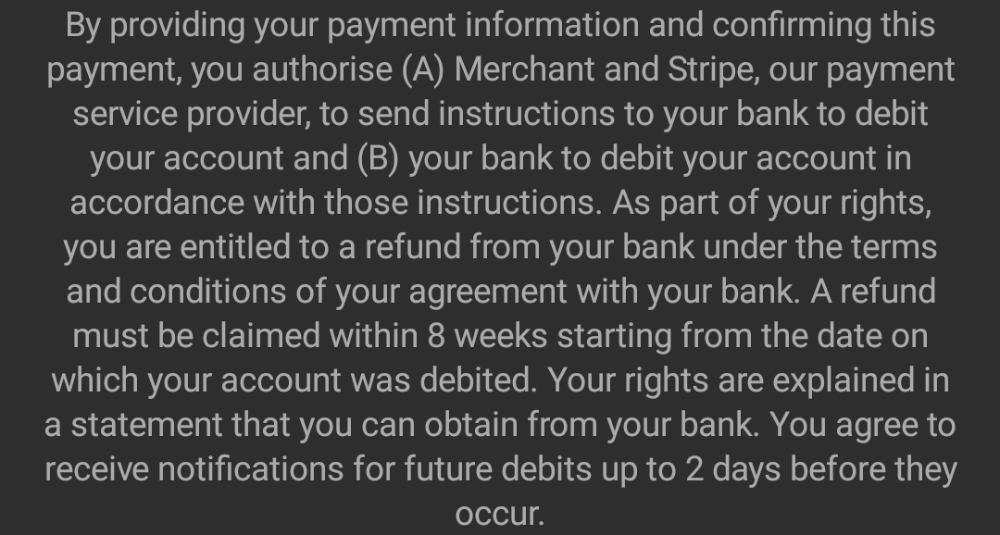 By providing your payment information and confirming this
payment, you authorise (A) Merchant and Stripe, our payment
service provider, to send instructions to your bank to debit
your account and (B) your bank to debit your account in
accordance with those instructions. As part of your rights,
you are entitled to a refund from your bank under the terms
and conditions of your agreement with your bank. A refund
must be claimed within 8 weeks starting from the date on
which your account was debited. Your rights are explained in
a statement that you can obtain from your bank. You agree to
receive notifications for future debits up to 2 days before they
occur.